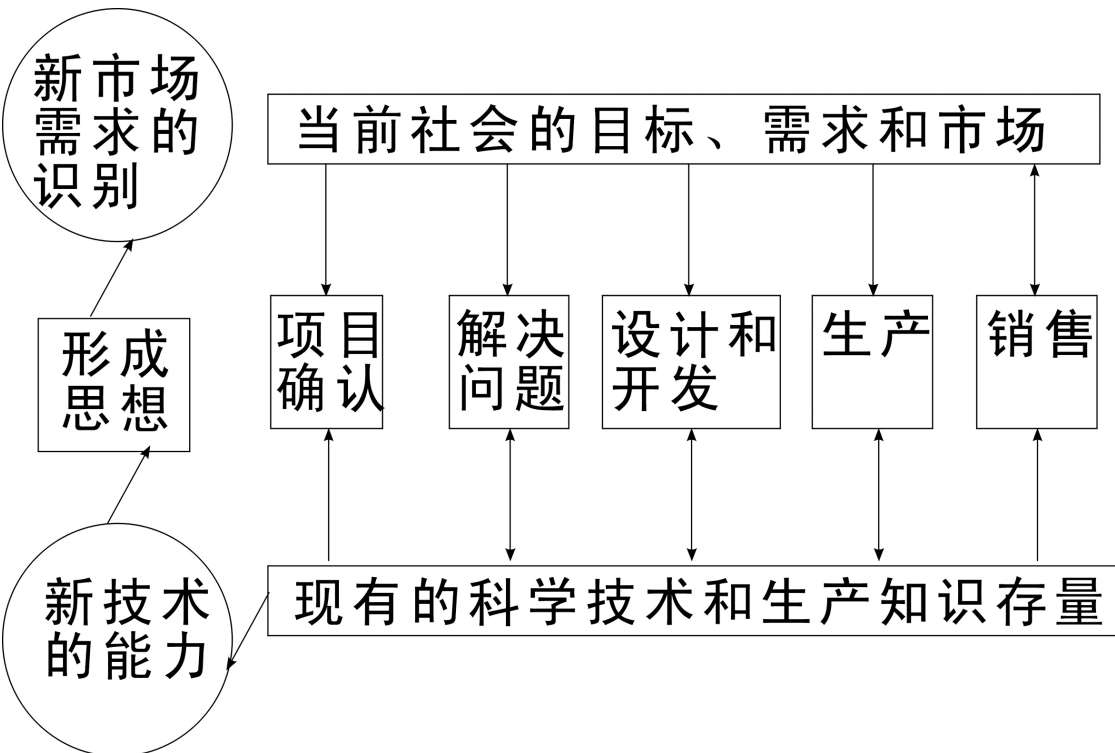 新市场
需求的
识别
当前社会的目标、需求和市场
形成
思想
项目
确认
解决
问题
设计和
开发
生产
销售
新技术
的能力
现有的科学技术和生产知识存量